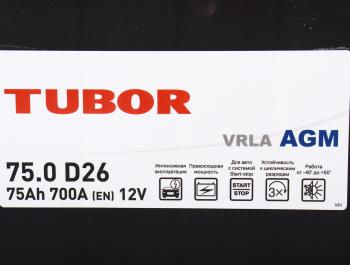 TUBOR
VRLA AGM
75.0 D26
75Ah 700A (EN) 12V
Интенсивная
эксплуатация
Превосходная
мощность
Для авто
с системой
Start-stop
START
STOP
Устойчивость
к циклическим
разрядам
3x+
Работа
от -40° до +50°
V01